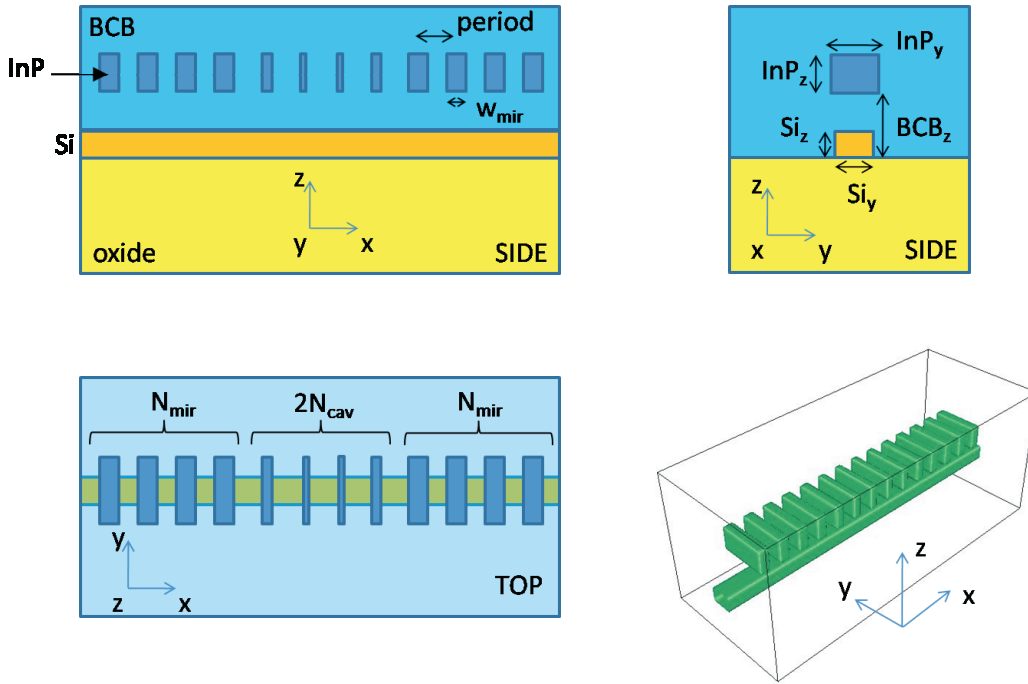 BCB
period
InP
w_mir
Si
z
y
x
oxide
SIDE
InP_y
InP_z
Si_z
BCB_z
Si_y
z
x
y
SIDE
N_mir
2N_cav
N_mir
y
z
x
TOP
z
y
x